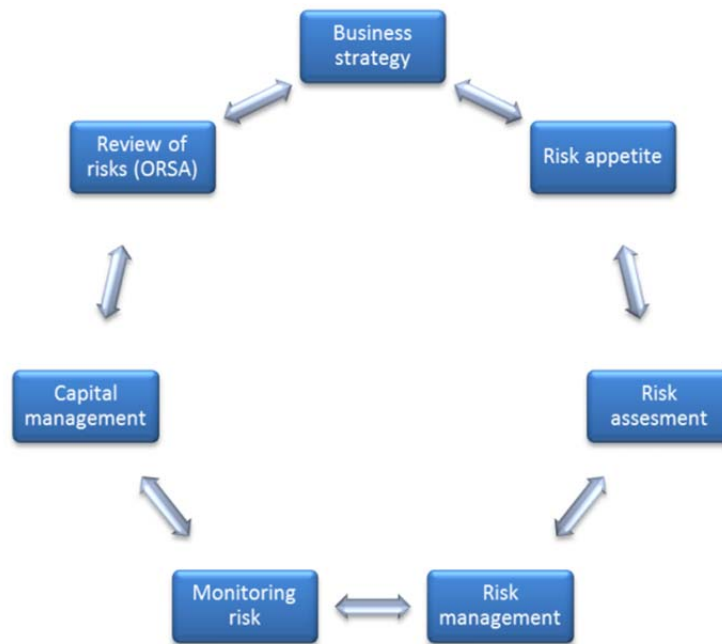 Business
strategy
Risk appetite
Risk
assesment
Risk
management
Monitoring
risk
Capital
management
Review of
risks (ORSA)